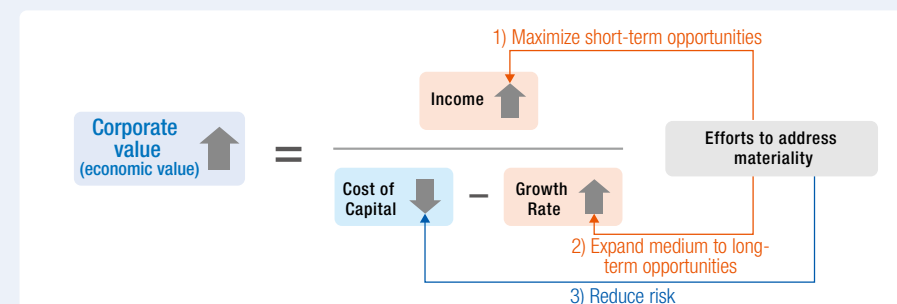 1) Maximize short-term opportunities
Income
Corporate
value
(economic value)
=
Efforts to address
materiality
Cost of
Capital
−
Growth
Rate
2) Expand medium to long-
term opportunities
3) Reduce risk